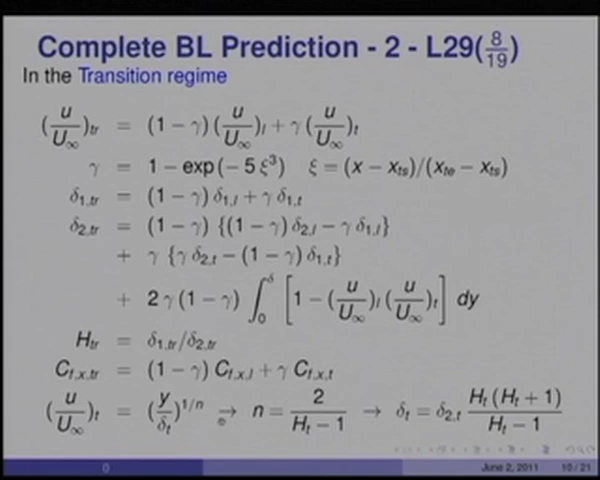 Complete BL Prediction - 2 - L29(8/19)
In the Transition regime
(u/U∞)tr = (1 − γ) (u/U∞)l + γ (u/U∞)t
γ = 1 − exp(− 5 ξ³) ξ = (x − xts)/(xte − xts)
δ1,tr = (1 − γ) δ1,l + γ δ1,t
δ2,tr = (1 − γ) {(1 − γ) δ2,l − γ δ1,l}
+ γ {γ δ2,t − (1 − γ) δ1,t}
+ 2 γ (1 − γ) ∫₀^δ [1 − (u/U∞)l (u/U∞)t] dy
Htr = δ1,tr/δ2,tr
Cf,x,tr = (1 − γ) Cf,x,l + γ Cf,x,t
(u/U∞)t = (y/δt)^1/n → n = 2/(Ht − 1) → δt = δ2,t Ht (Ht + 1)/(Ht − 1)
() June 2, 2011 10 / 21